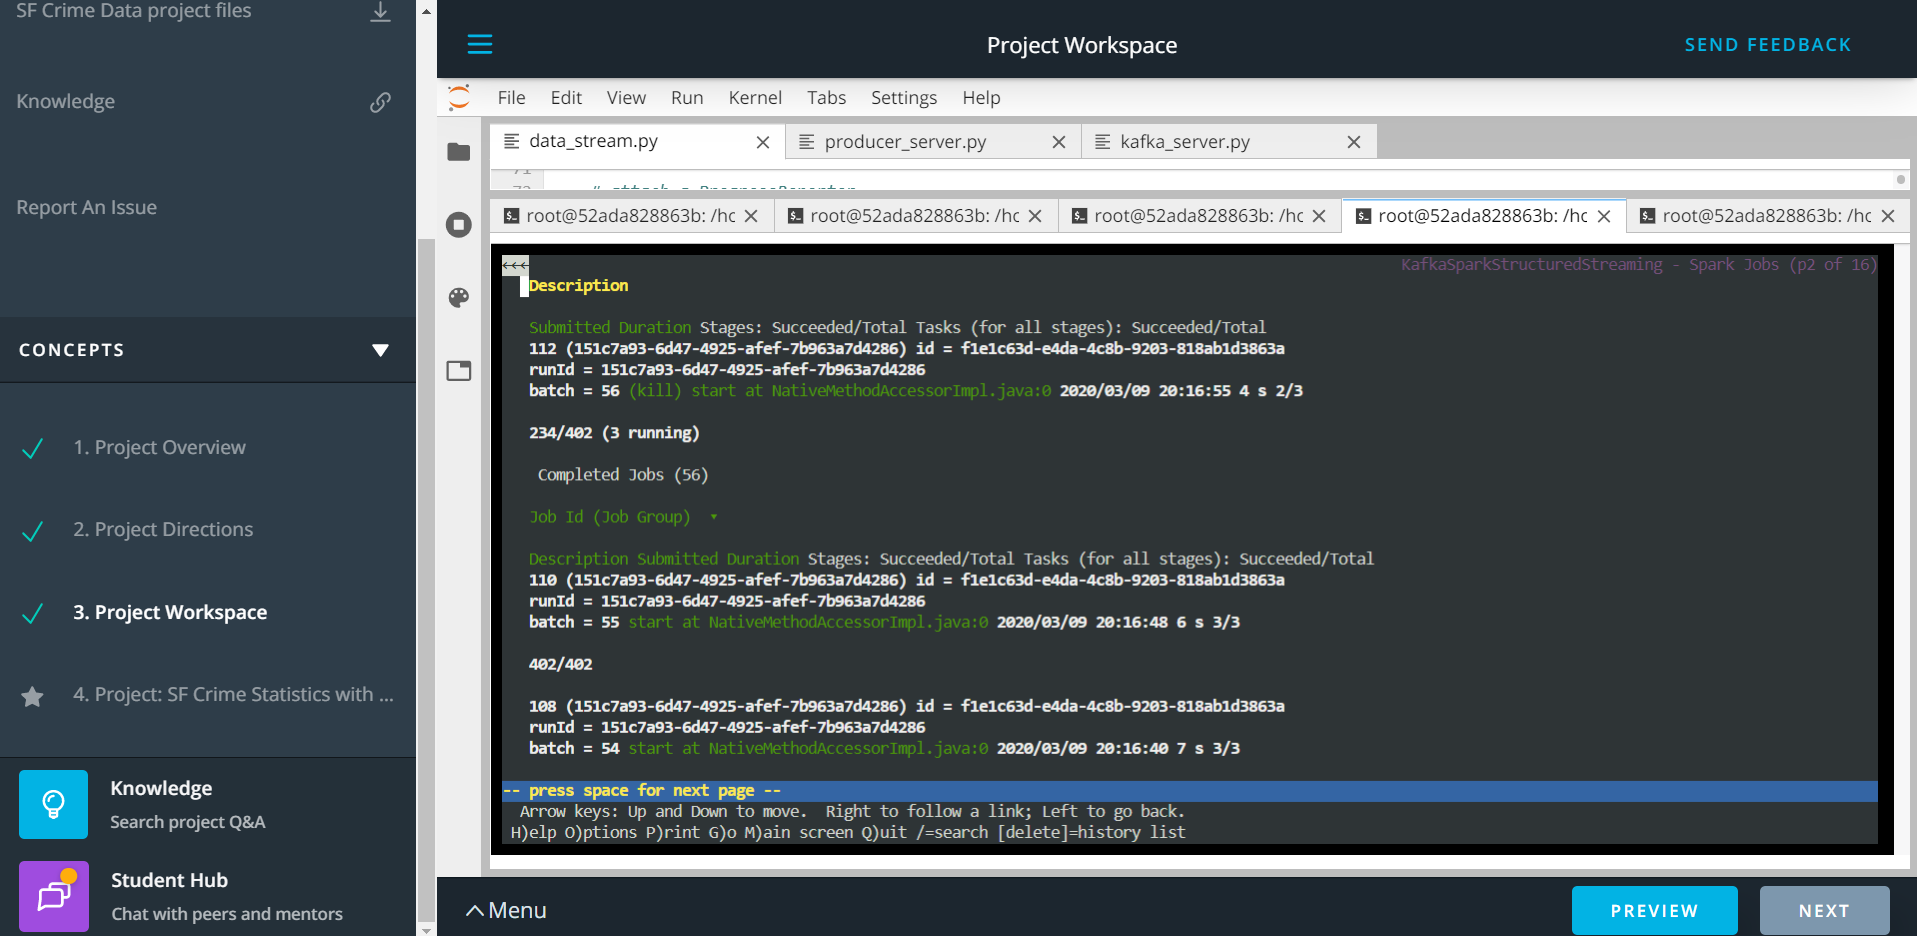 SF Crime Data project files
Knowledge
Report An Issue
CONCEPTS
1. Project Overview
2. Project Directions
3. Project Workspace
4. Project: SF Crime Statistics with ...
Knowledge
Search project Q&A
Student Hub
Chat with peers and mentors
Project Workspace
SEND FEEDBACK
File Edit View Run Kernel Tabs Settings Help
data_stream.py
producer_server.py
kafka_server.py
# attach a ProgressReporter
root@52ada828863b: /hc
root@52ada828863b: /hc
root@52ada828863b: /hc
root@52ada828863b: /hc
root@52ada828863b: /hc
<<< KafkaSparkStructuredStreaming - Spark Jobs (p2 of 16)
Description
Submitted Duration Stages: Succeeded/Total Tasks (for all stages): Succeeded/Total
112 (151c7a93-6d47-4925-afef-7b963a7d4286) id = f1e1c63d-e4da-4c8b-9203-818ab1d3863a
runId = 151c7a93-6d47-4925-afef-7b963a7d4286
batch = 56 (kill) start at NativeMethodAccessorImpl.java:0 2020/03/09 20:16:55 4 s 2/3
234/402 (3 running)
Completed Jobs (56)
Job Id (Job Group) ▾
Description Submitted Duration Stages: Succeeded/Total Tasks (for all stages): Succeeded/Total
110 (151c7a93-6d47-4925-afef-7b963a7d4286) id = f1e1c63d-e4da-4c8b-9203-818ab1d3863a
runId = 151c7a93-6d47-4925-afef-7b963a7d4286
batch = 55 start at NativeMethodAccessorImpl.java:0 2020/03/09 20:16:48 6 s 3/3
402/402
108 (151c7a93-6d47-4925-afef-7b963a7d4286) id = f1e1c63d-e4da-4c8b-9203-818ab1d3863a
runId = 151c7a93-6d47-4925-afef-7b963a7d4286
batch = 54 start at NativeMethodAccessorImpl.java:0 2020/03/09 20:16:40 7 s 3/3
-- press space for next page --
Arrow keys: Up and Down to move. Right to follow a link; Left to go back.
H)elp O)ptions P)rint G)o M)ain screen Q)uit /=search [delete]=history list
Menu
PREVIEW
NEXT